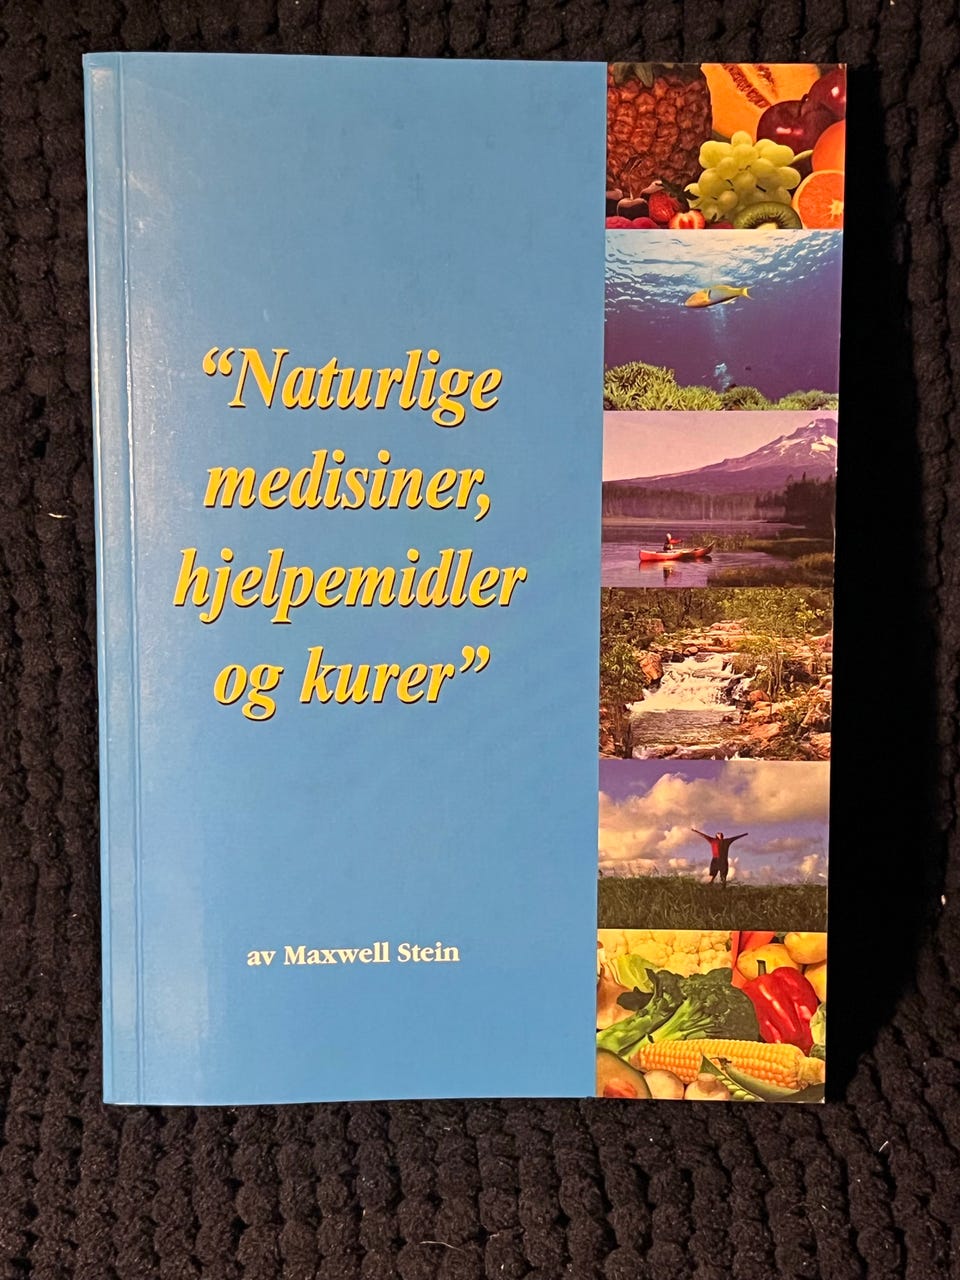 “Naturlige
medisiner,
hjelpemidler
og kurer”
av Maxwell Stein